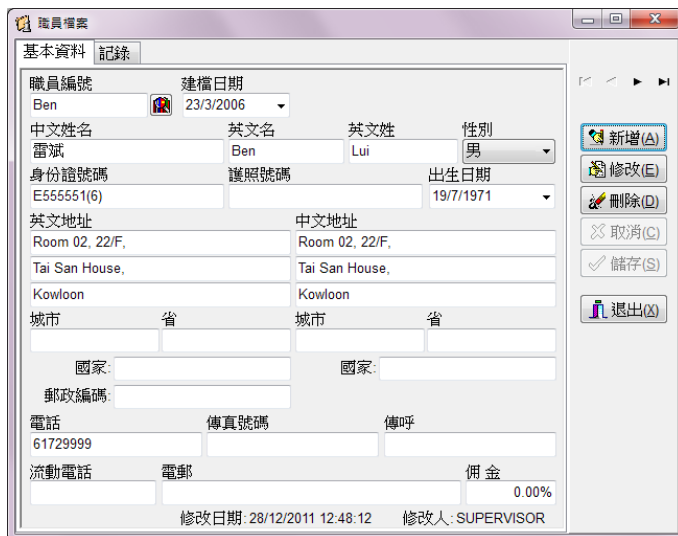 職員檔案
基本資料 記錄
職員編號 建檔日期
Ben 23/3/2006
中文姓名 英文名 英文姓 性別
雷斌 Ben Lui 男
身份證號碼 護照號碼 出生日期
E555551(6) 19/7/1971
英文地址 中文地址
Room 02, 22/F, Room 02, 22/F,
Tai San House, Tai San House,
Kowloon Kowloon
城市 省 城市 省
國家: 國家:
郵政編碼:
電話 傳真號碼 傳呼
61729999
流動電話 電郵 佣 金
0.00%
修改日期: 28/12/2011 12:48:12 修改人: SUPERVISOR
新增(A)
修改(E)
刪除(D)
取消(C)
儲存(S)
退出(X)